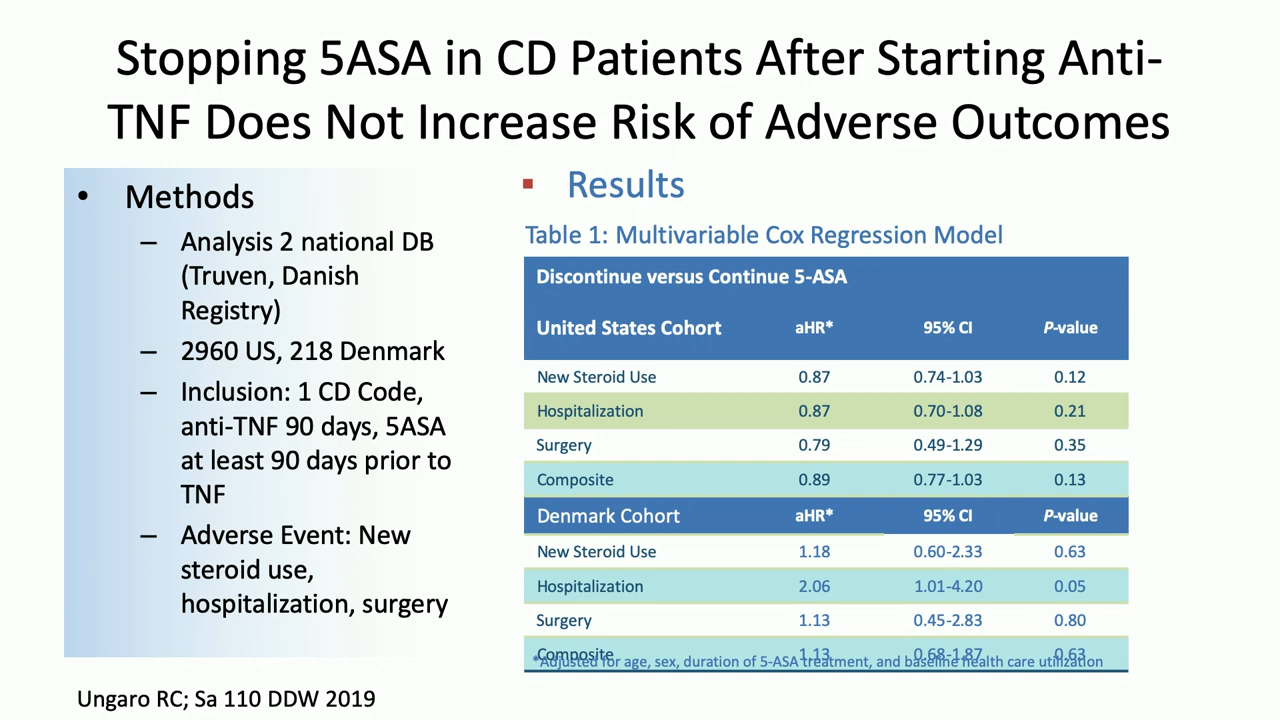 Stopping 5ASA in CD Patients After Starting Anti-
TNF Does Not Increase Risk of Adverse Outcomes
• Methods
– Analysis 2 national DB
(Truven, Danish
Registry)
– 2960 US, 218 Denmark
– Inclusion: 1 CD Code,
anti-TNF 90 days, 5ASA
at least 90 days prior to
TNF
– Adverse Event: New
steroid use,
hospitalization, surgery
▪ Results
Table 1: Multivariable Cox Regression Model
Discontinue versus Continue 5-ASA
United States Cohort aHR* 95% CI P-value
New Steroid Use 0.87 0.74-1.03 0.12
Hospitalization 0.87 0.70-1.08 0.21
Surgery 0.79 0.49-1.29 0.35
Composite 0.89 0.77-1.03 0.13
Denmark Cohort aHR* 95% CI P-value
New Steroid Use 1.18 0.60-2.33 0.63
Hospitalization 2.06 1.01-4.20 0.05
Surgery 1.13 0.45-2.83 0.80
Composite 1.13 0.68-1.87 0.63
*Adjusted for age, sex, duration of 5-ASA treatment, and baseline health care utilization
Ungaro RC; Sa 110 DDW 2019